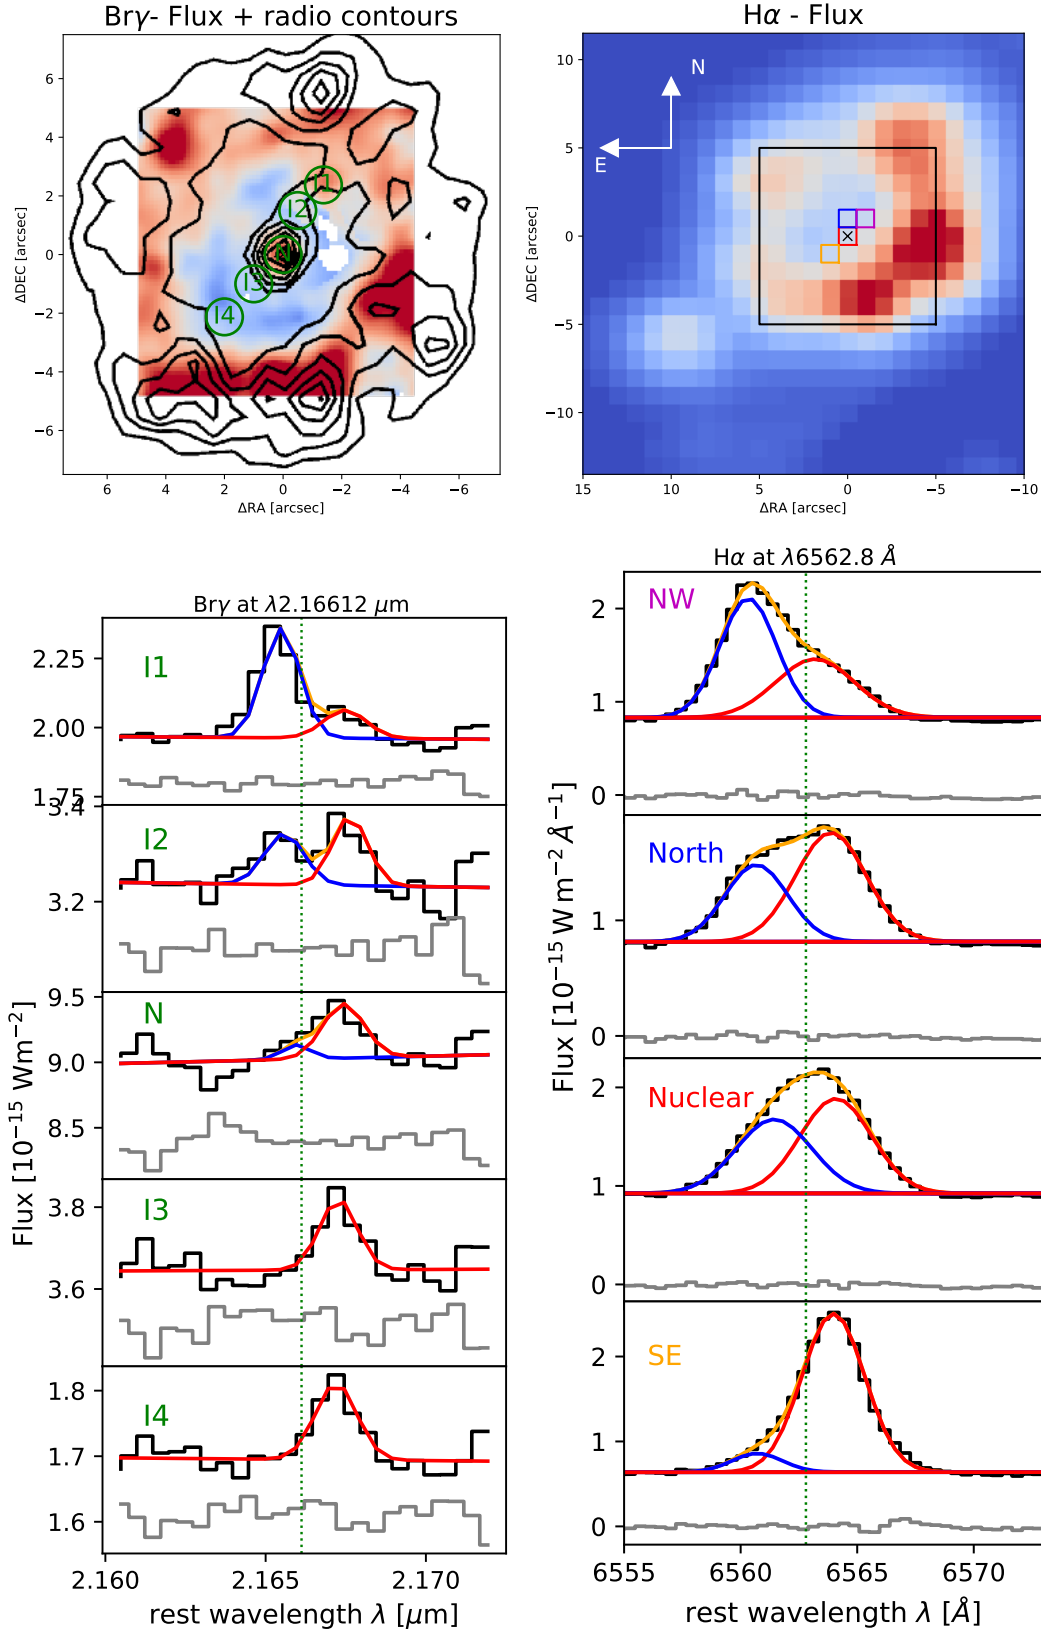 Brγ- Flux + radio contours
6
4
2
0
−2
−4
−6
ΔDEC [arcsec]
I1
I2
N
I3
I4
6
4
2
0
−2
−4
−6
ΔRA [arcsec]
Hα - Flux
10
5
0
−5
−10
ΔDEC [arcsec]
N
E
15
10
5
0
−5
−10
ΔRA [arcsec]
Brγ at λ2.16612 μm
I1
2.25
2.00
1.75
I2
3.4
3.2
N
9.5
9.0
8.5
I3
3.8
3.6
I4
1.8
1.7
1.6
Flux [10⁻¹⁵ Wm⁻²]
2.160
2.165
2.170
rest wavelength λ [μm]
Hα at λ6562.8 Å
NW
2
1
0
North
1
0
Nuclear
2
1
0
SE
2
1
0
Flux [10⁻¹⁵ W m⁻² Å⁻¹]
6555
6560
6565
6570
rest wavelength λ [Å]